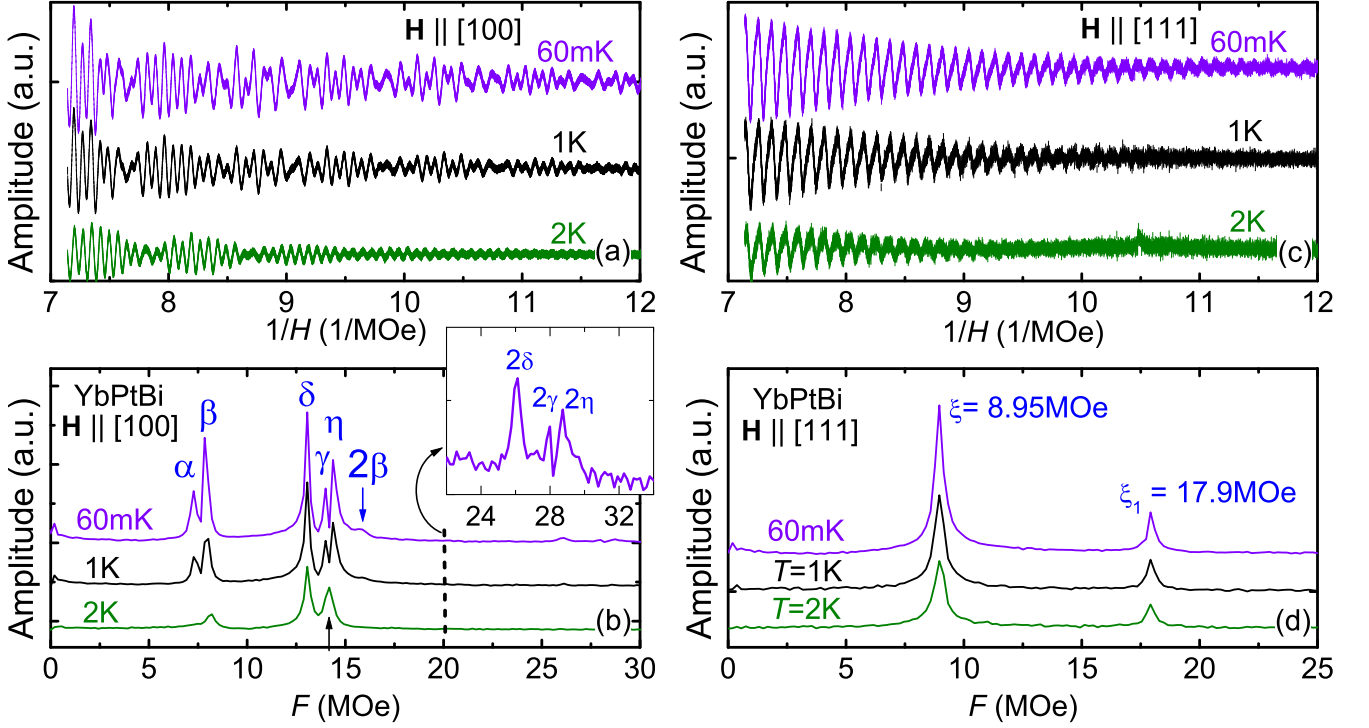 Amplitude (a.u.)
H || [100]
60mK
1K
2K
(a)
7 8 9 10 11 12
1/H (1/MOe)
Amplitude (a.u.)
H || [111]
60mK
1K
2K
(c)
7 8 9 10 11 12
1/H (1/MOe)
Amplitude (a.u.)
YbPtBi
H || [100]
α β δ γ η 2β
60mK
1K
2K
(b)
0 5 10 15 20 25 30
F (MOe)
2δ
2γ 2η
24 28 32
Amplitude (a.u.)
YbPtBi
H || [111]
ξ= 8.95MOe
ξ₁ = 17.9MOe
60mK
T=1K
T=2K
(d)
0 5 10 15 20 25
F (MOe)